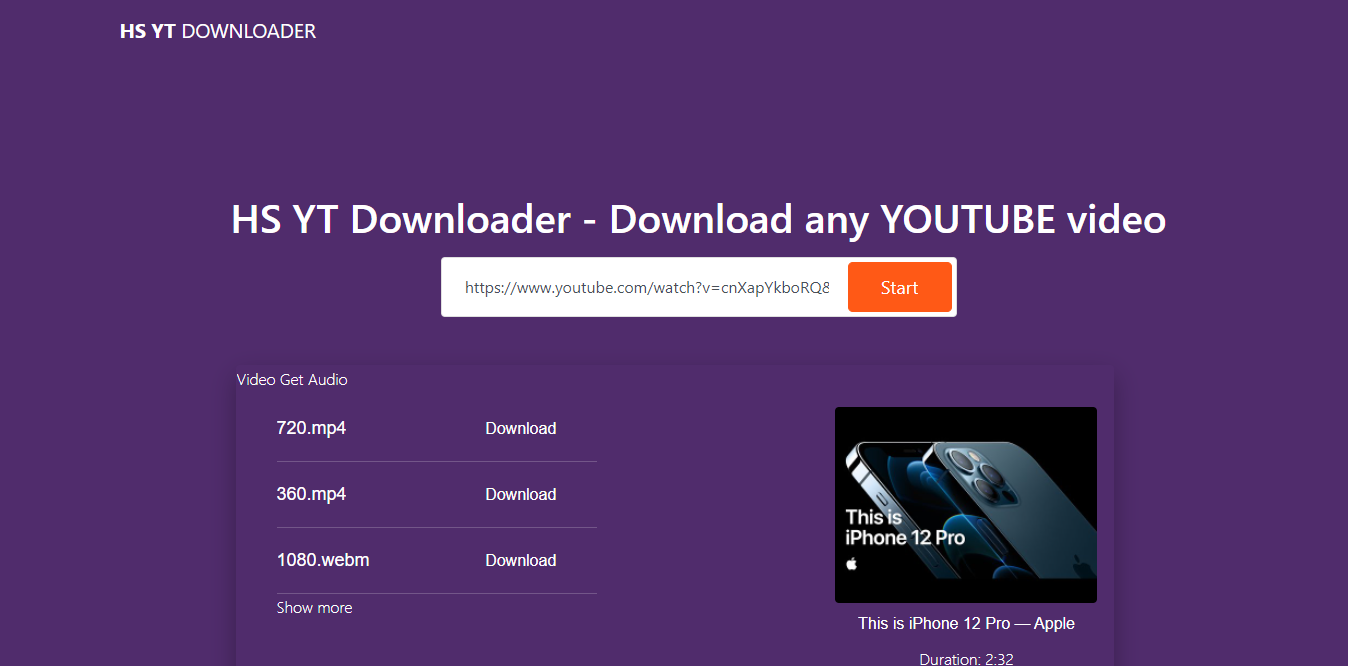 HS YT DOWNLOADER
HS YT Downloader - Download any YOUTUBE video
https://www.youtube.com/watch?v=cnXapYkboRQ8
Start
Video Get Audio
720.mp4 Download
360.mp4 Download
1080.webm Download
Show more
This is
iPhone 12 Pro
This is iPhone 12 Pro — Apple
Duration: 2:32